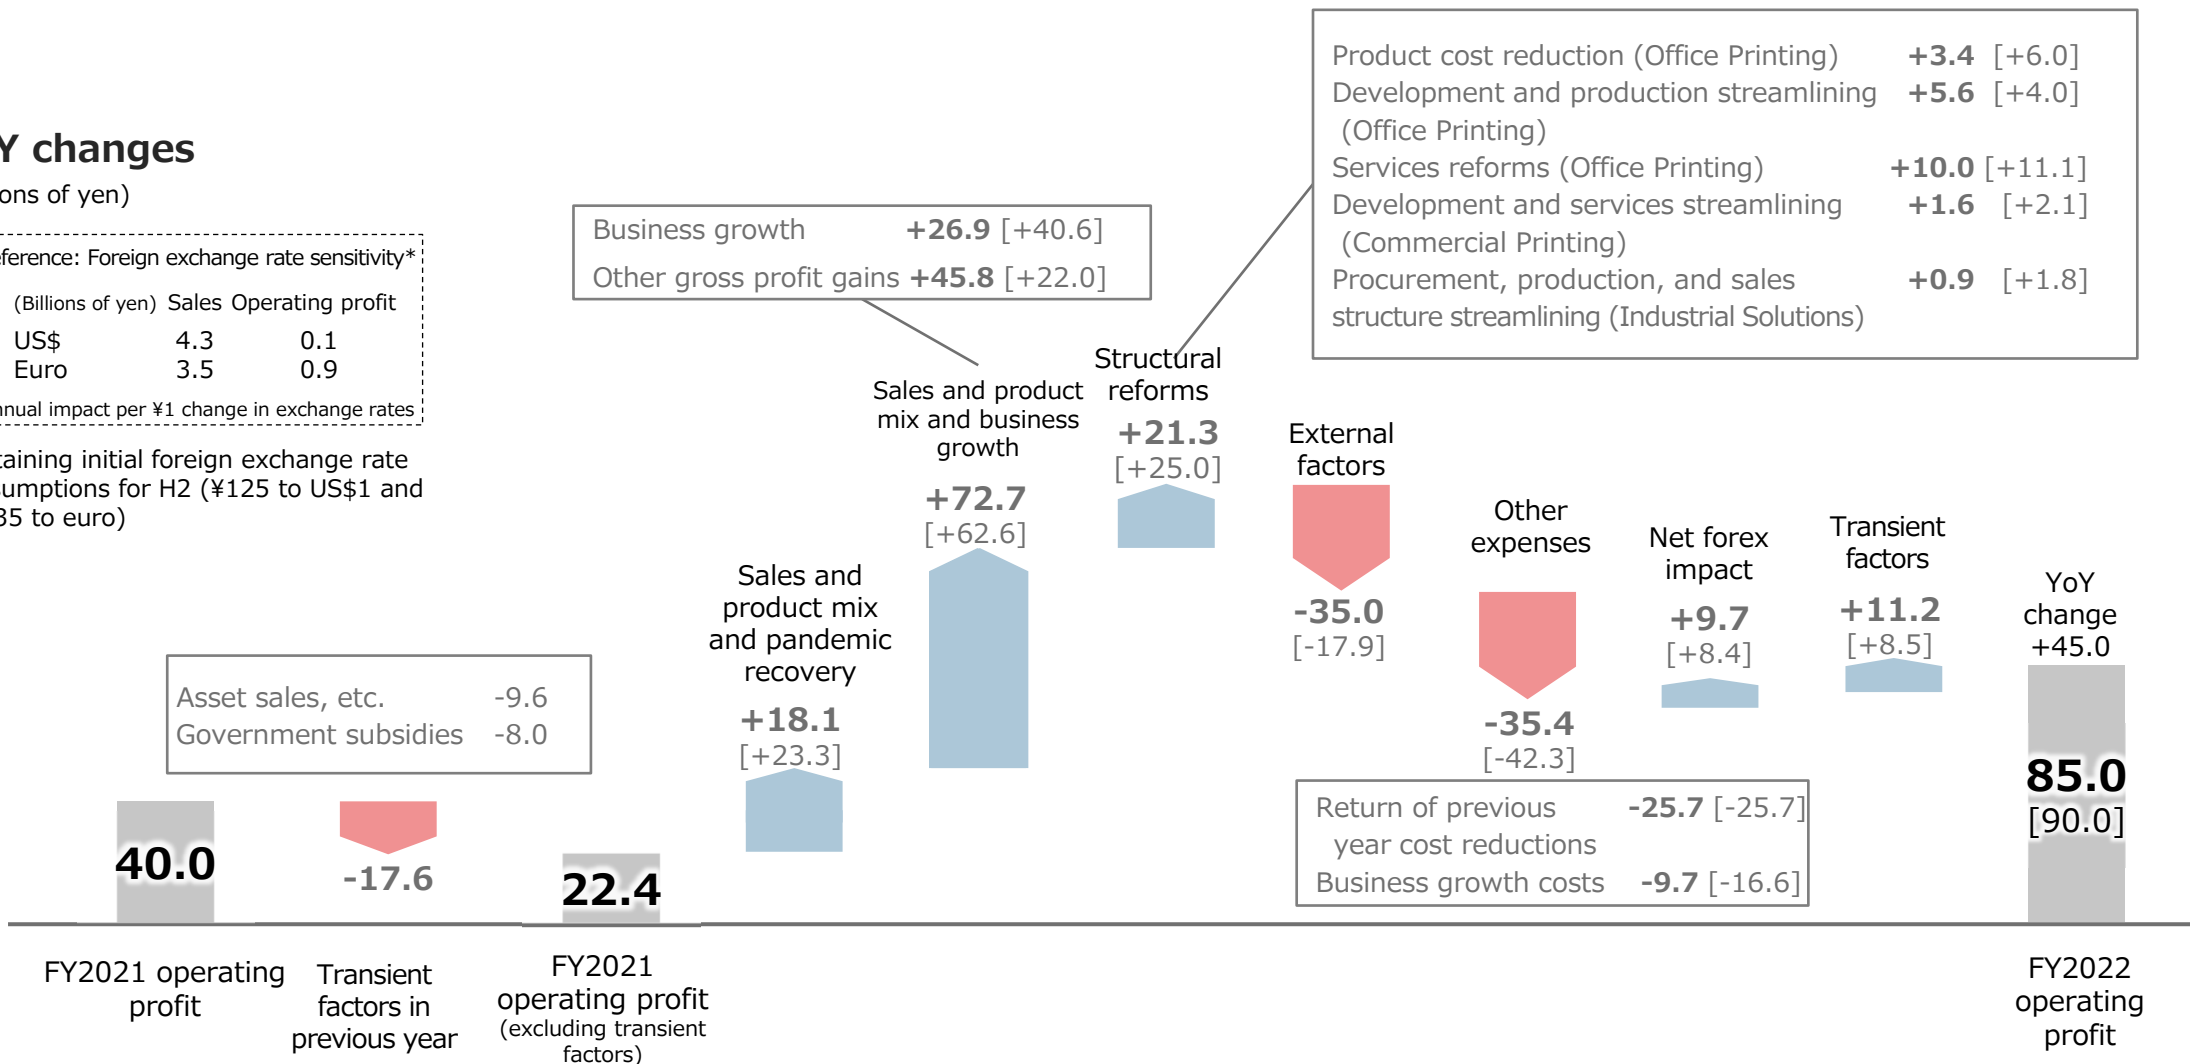 Y changes
ons of yen)
eference: Foreign exchange rate sensitivity*
(Billions of yen) Sales Operating profit
US$ 4.3 0.1
Euro 3.5 0.9
nnual impact per ¥1 change in exchange rates
taining initial foreign exchange rate
sumptions for H2 (¥125 to US$1 and
35 to euro)
Asset sales, etc. -9.6
Government subsidies -8.0
Business growth +26.9 [+40.6]
Other gross profit gains +45.8 [+22.0]
Product cost reduction (Office Printing) +3.4 [+6.0]
Development and production streamlining +5.6 [+4.0]
(Office Printing)
Services reforms (Office Printing) +10.0 [+11.1]
Development and services streamlining +1.6 [+2.1]
(Commercial Printing)
Procurement, production, and sales +0.9 [+1.8]
structure streamlining (Industrial Solutions)
40.0
-17.6
22.4
Sales and
product mix
and pandemic
recovery
+18.1
[+23.3]
Sales and product
mix and business
growth
+72.7
[+62.6]
Structural
reforms
+21.3
[+25.0]
External
factors
-35.0
[-17.9]
Other
expenses
-35.4
[-42.3]
Return of previous -25.7 [-25.7]
year cost reductions
Business growth costs -9.7 [-16.6]
Net forex
impact
+9.7
[+8.4]
Transient
factors
+11.2
[+8.5]
YoY
change
+45.0
85.0
[90.0]
FY2021 operating
profit
Transient
factors in
previous year
FY2021
operating profit
(excluding transient
factors)
FY2022
operating
profit